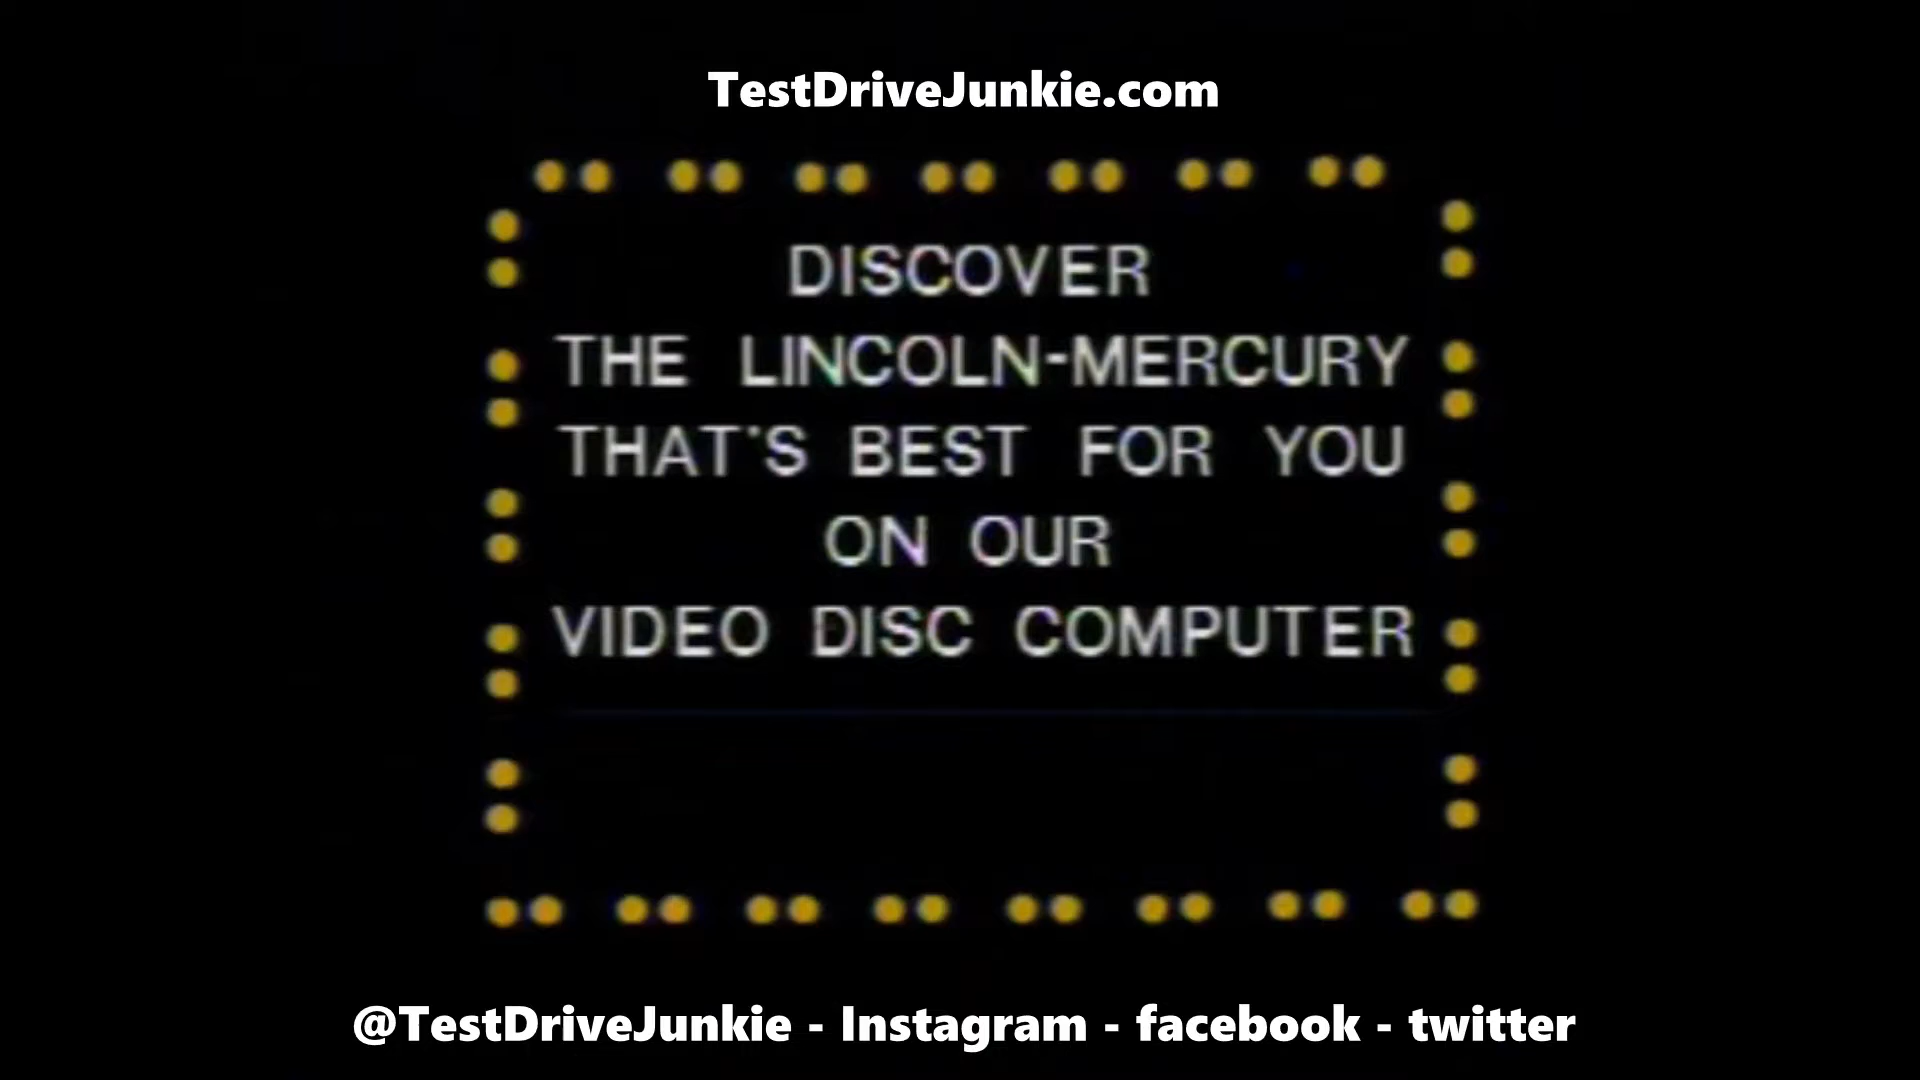 TestDriveJunkie.com
DISCOVER
THE LINCOLN-MERCURY
THAT'S BEST FOR YOU
ON OUR
VIDEO DISC COMPUTER
@TestDriveJunkie - Instagram - facebook - twitter